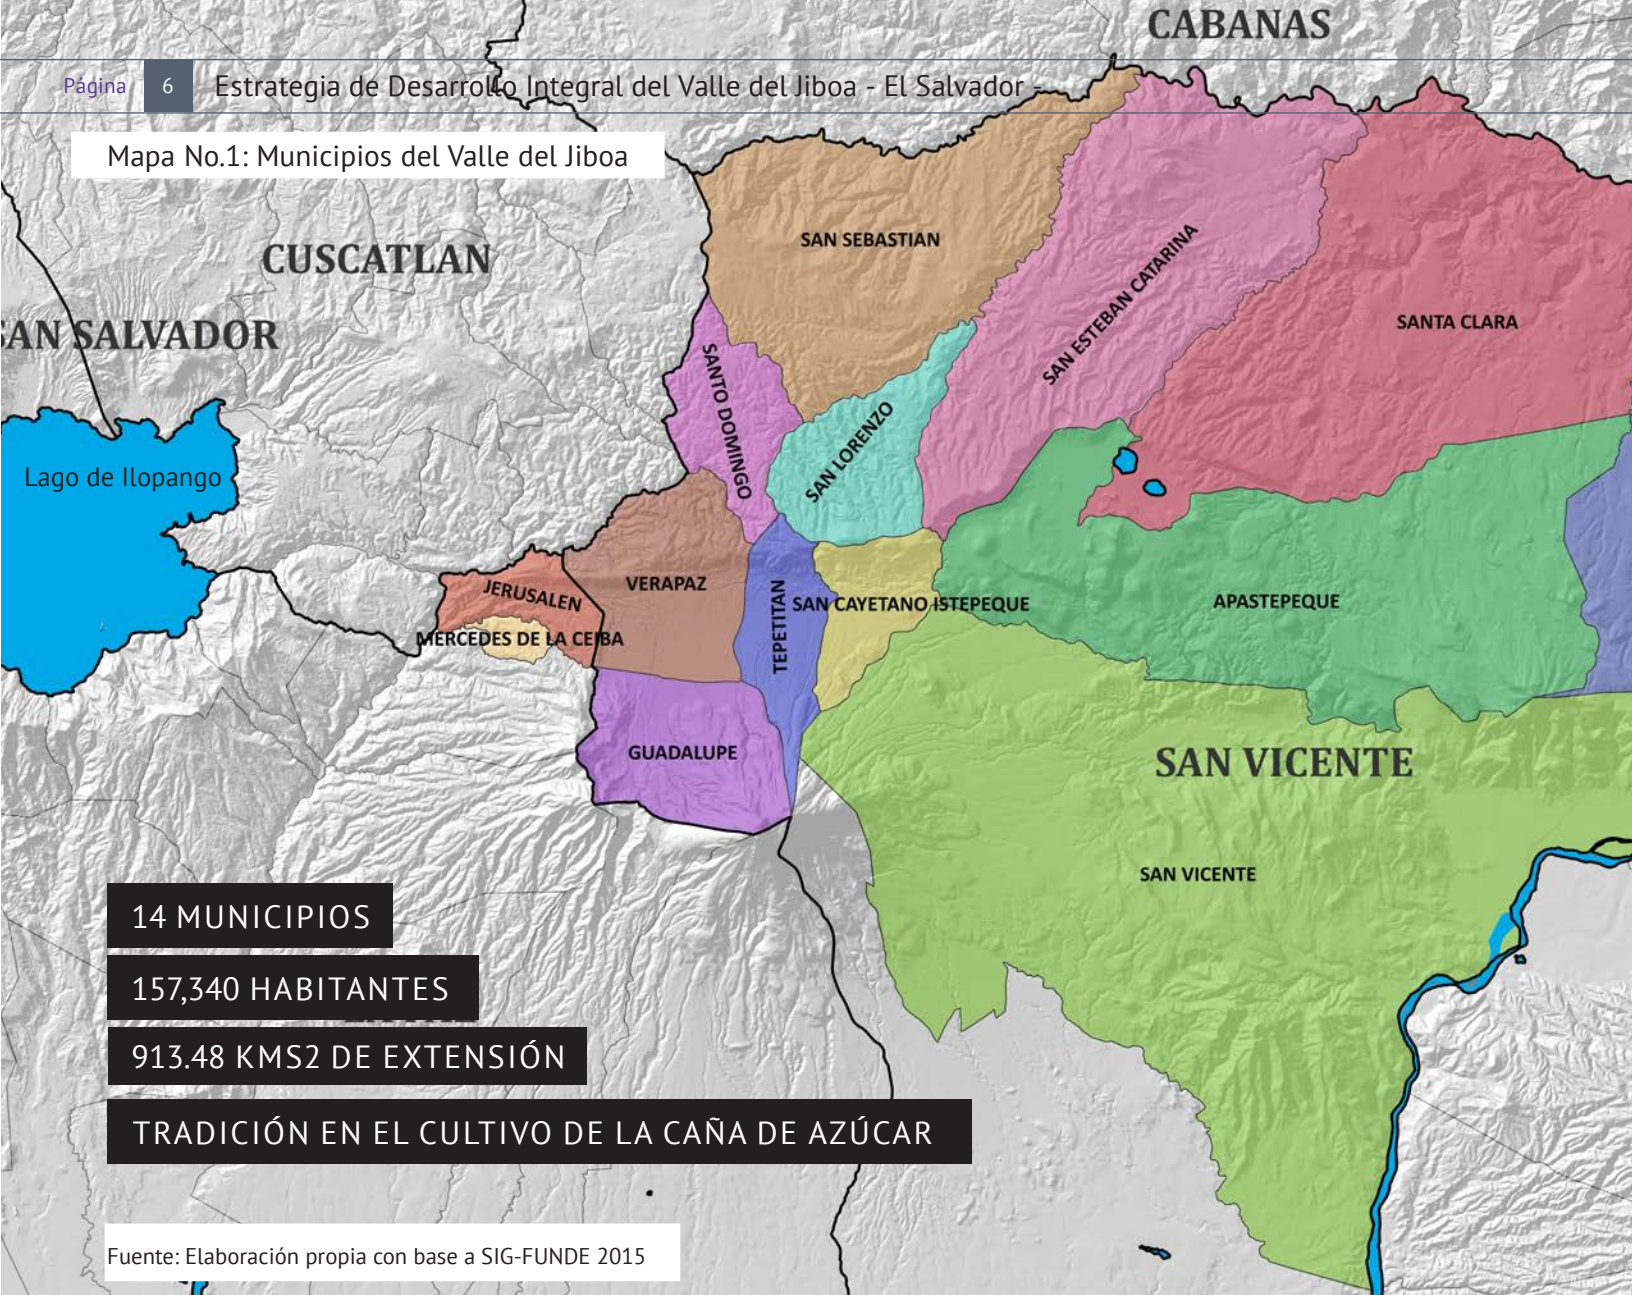 CABANAS
Página 6 Estrategia de Desarrollo Integral del Valle del Jiboa - El Salvador -
Mapa No.1: Municipios del Valle del Jiboa
SAN SEBASTIAN
CUSCATLAN
SAN ESTEBAN CATARINA
SANTA CLARA
SAN SALVADOR
SANTO DOMINGO
SAN LORENZO
Lago de Ilopango
JERUSALEN
VERAPAZ
TEPETITAN
SAN CAYETANO ISTEPEQUE
APASTEPEQUE
MERCEDES DE LA CEIBA
GUADALUPE
SAN VICENTE
SAN VICENTE
14 MUNICIPIOS
157,340 HABITANTES
913.48 KMS2 DE EXTENSIÓN
TRADICIÓN EN EL CULTIVO DE LA CAÑA DE AZÚCAR
Fuente: Elaboración propia con base a SIG-FUNDE 2015